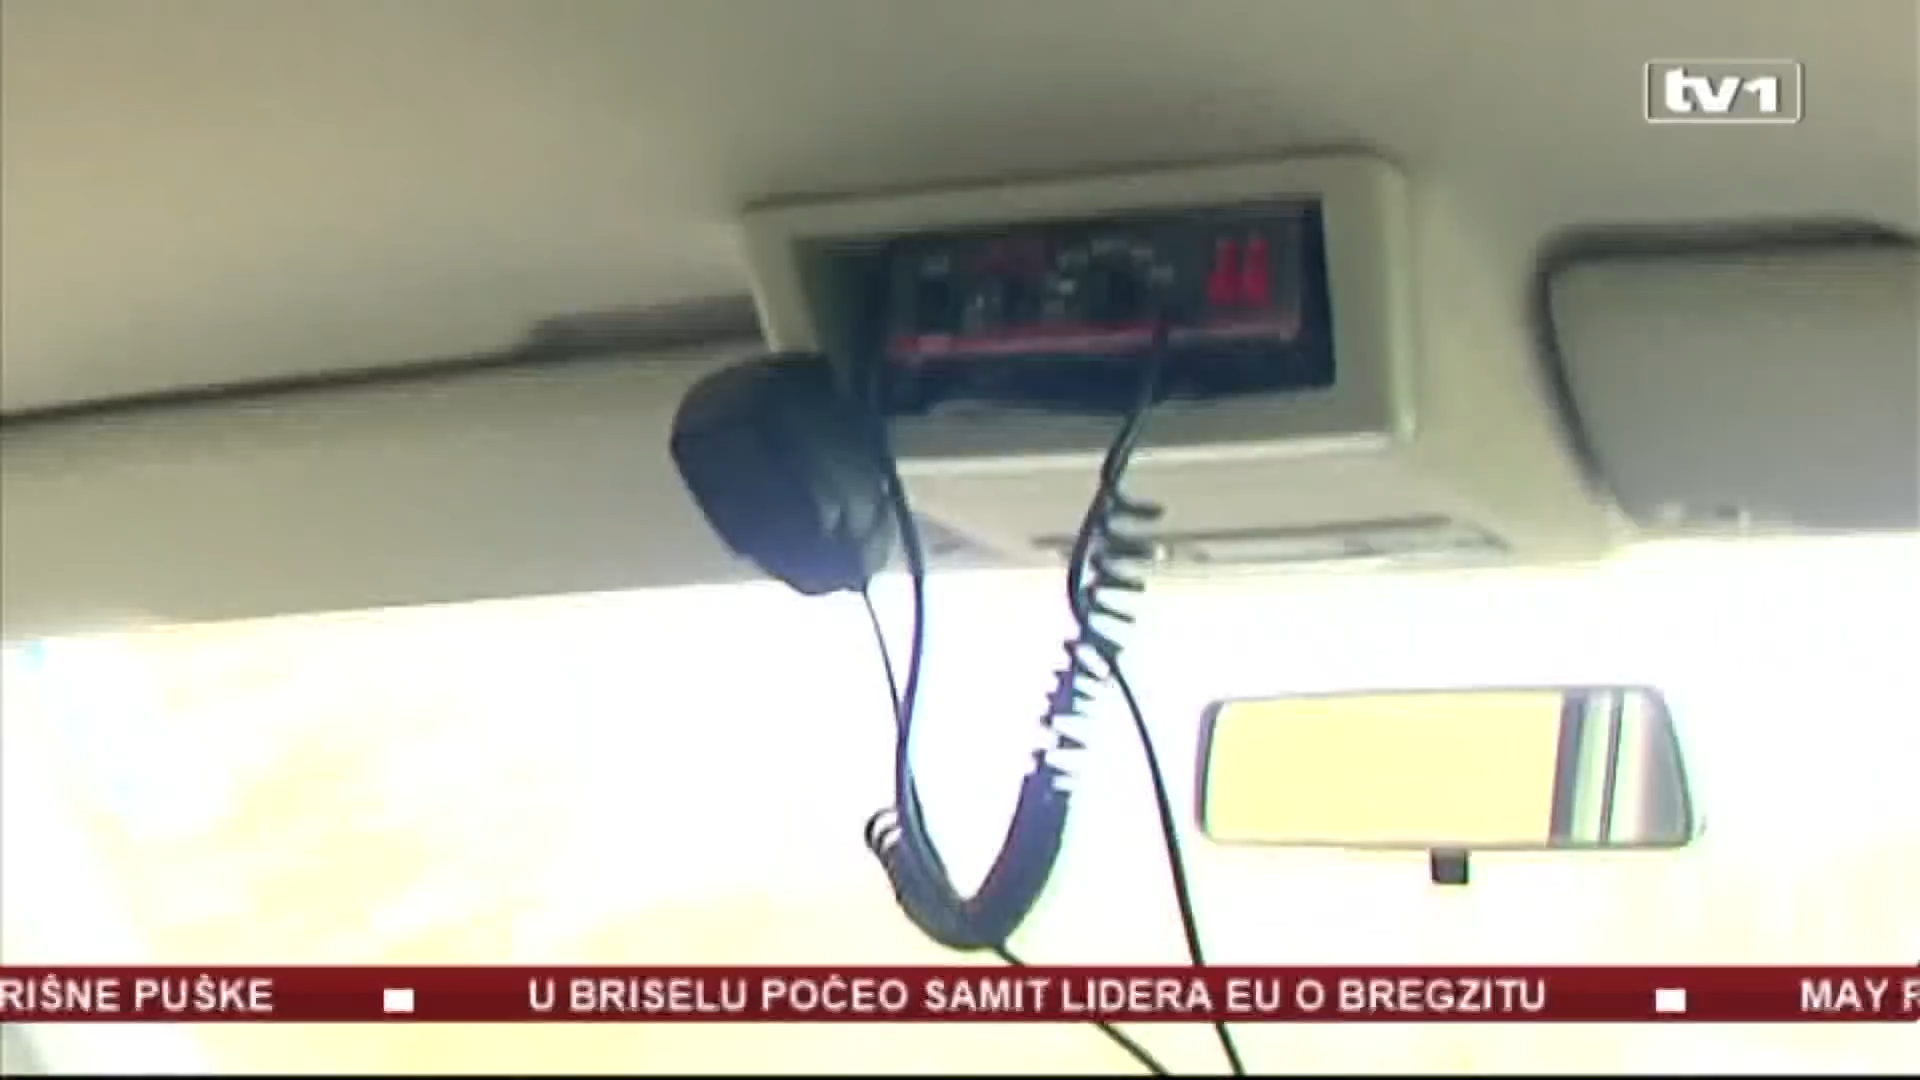 tv1
RIŠNE PUŠKE ■ U BRISELU POČEO SAMIT LIDERA EU O BREGZITU ■ MAY